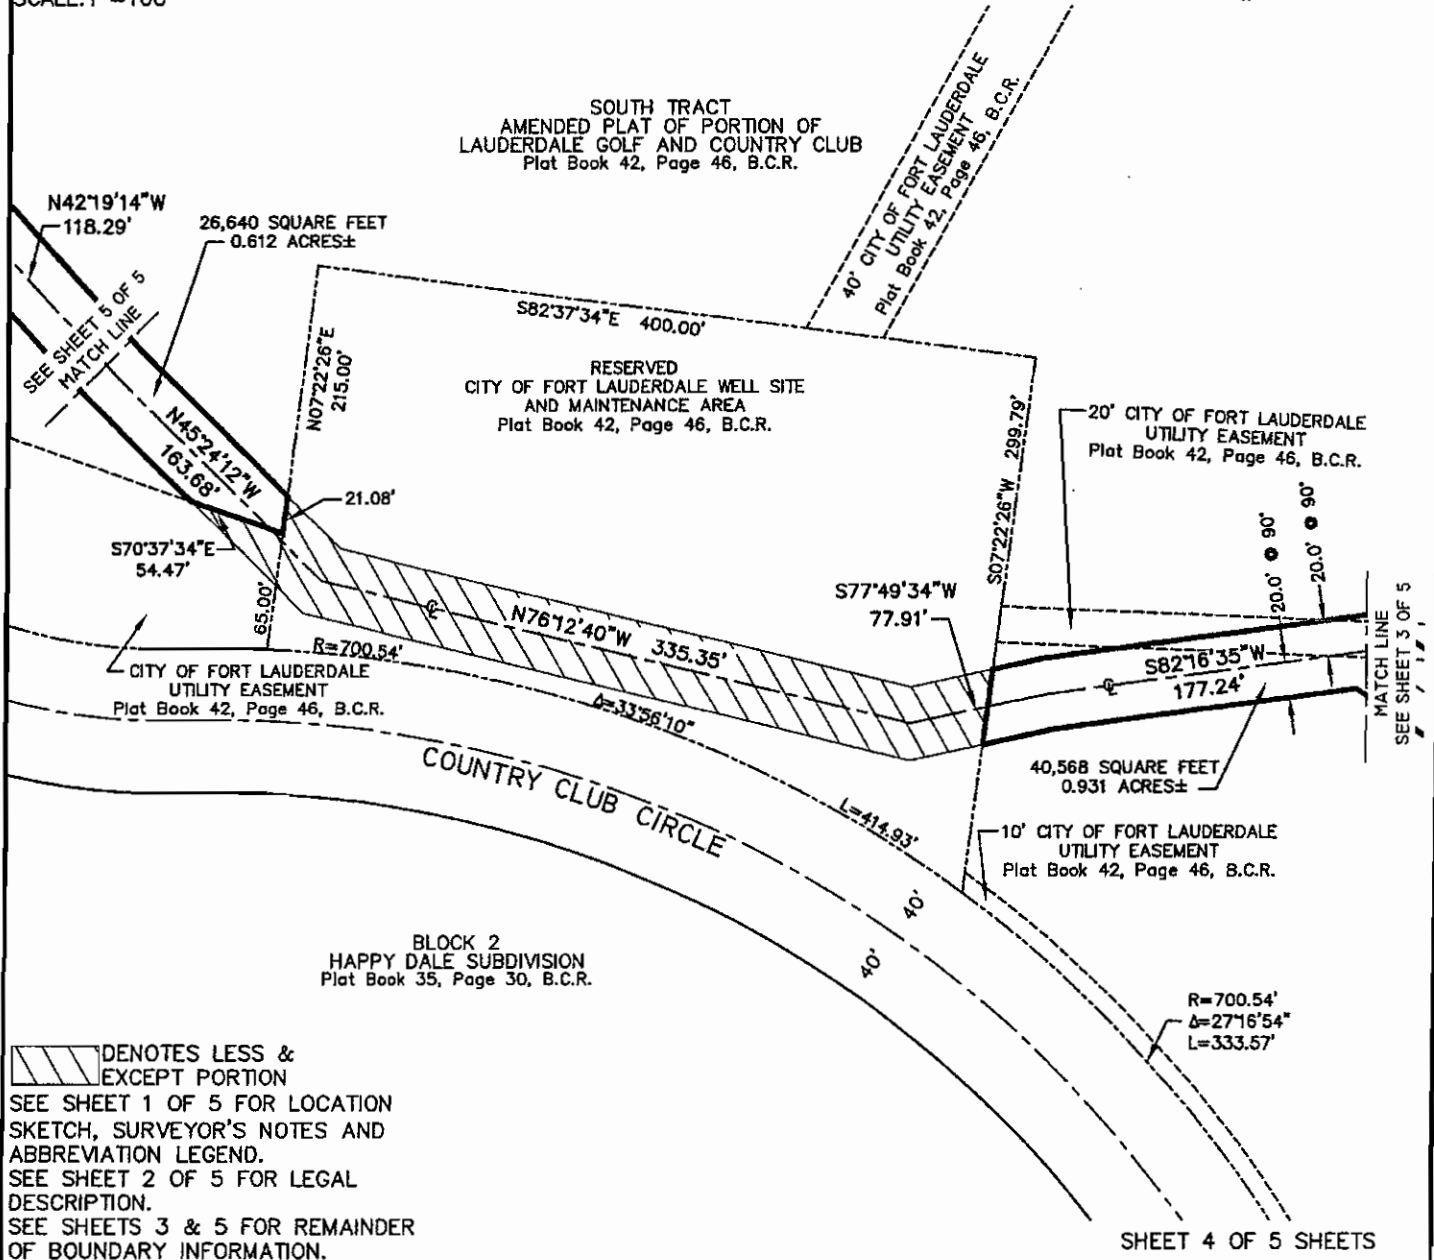 SCALE:1"=100'
SOUTH TRACT
AMENDED PLAT OF PORTION OF
LAUDERDALE GOLF AND COUNTRY CLUB
Plat Book 42, Page 46, B.C.R.
40' CITY OF FORT LAUDERDALE
UTILITY EASEMENT
Plat Book 42, Page 46, B.C.R.
N42°19'14"W
118.29'
26,640 SQUARE FEET
0.612 ACRES±
SEE SHEET 5 OF 5
MATCH LINE
S82°37'34"E 400.00'
N07°22'26"E
215.00'
RESERVED
CITY OF FORT LAUDERDALE WELL SITE
AND MAINTENANCE AREA
Plat Book 42, Page 46, B.C.R.
S07°22'26"W 299.79'
20' CITY OF FORT LAUDERDALE
UTILITY EASEMENT
Plat Book 42, Page 46, B.C.R.
N45°24'12"W
163.68'
21.08'
20.0' @ 90°
20.0' @ 90°
S70°37'34"E
54.47'
65.00'
S77°49'34"W
77.91'
N76°12'40"W 335.35'
S82°16'35"W
177.24'
MATCH LINE
SEE SHEET 3 OF 5
R=700.54'
CITY OF FORT LAUDERDALE
UTILITY EASEMENT
Plat Book 42, Page 46, B.C.R.
Δ=33°56'10"
COUNTRY CLUB CIRCLE
L=414.93'
40,568 SQUARE FEET
0.931 ACRES±
10' CITY OF FORT LAUDERDALE
UTILITY EASEMENT
Plat Book 42, Page 46, B.C.R.
40'
40'
BLOCK 2
HAPPY DALE SUBDIVISION
Plat Book 35, Page 30, B.C.R.
R=700.54'
Δ=27°16'54"
L=333.57'
DENOTES LESS &
EXCEPT PORTION
SEE SHEET 1 OF 5 FOR LOCATION
SKETCH, SURVEYOR'S NOTES AND
ABBREVIATION LEGEND.
SEE SHEET 2 OF 5 FOR LEGAL
DESCRIPTION.
SEE SHEETS 3 & 5 FOR REMAINDER
OF BOUNDARY INFORMATION.
SHEET 4 OF 5 SHEETS